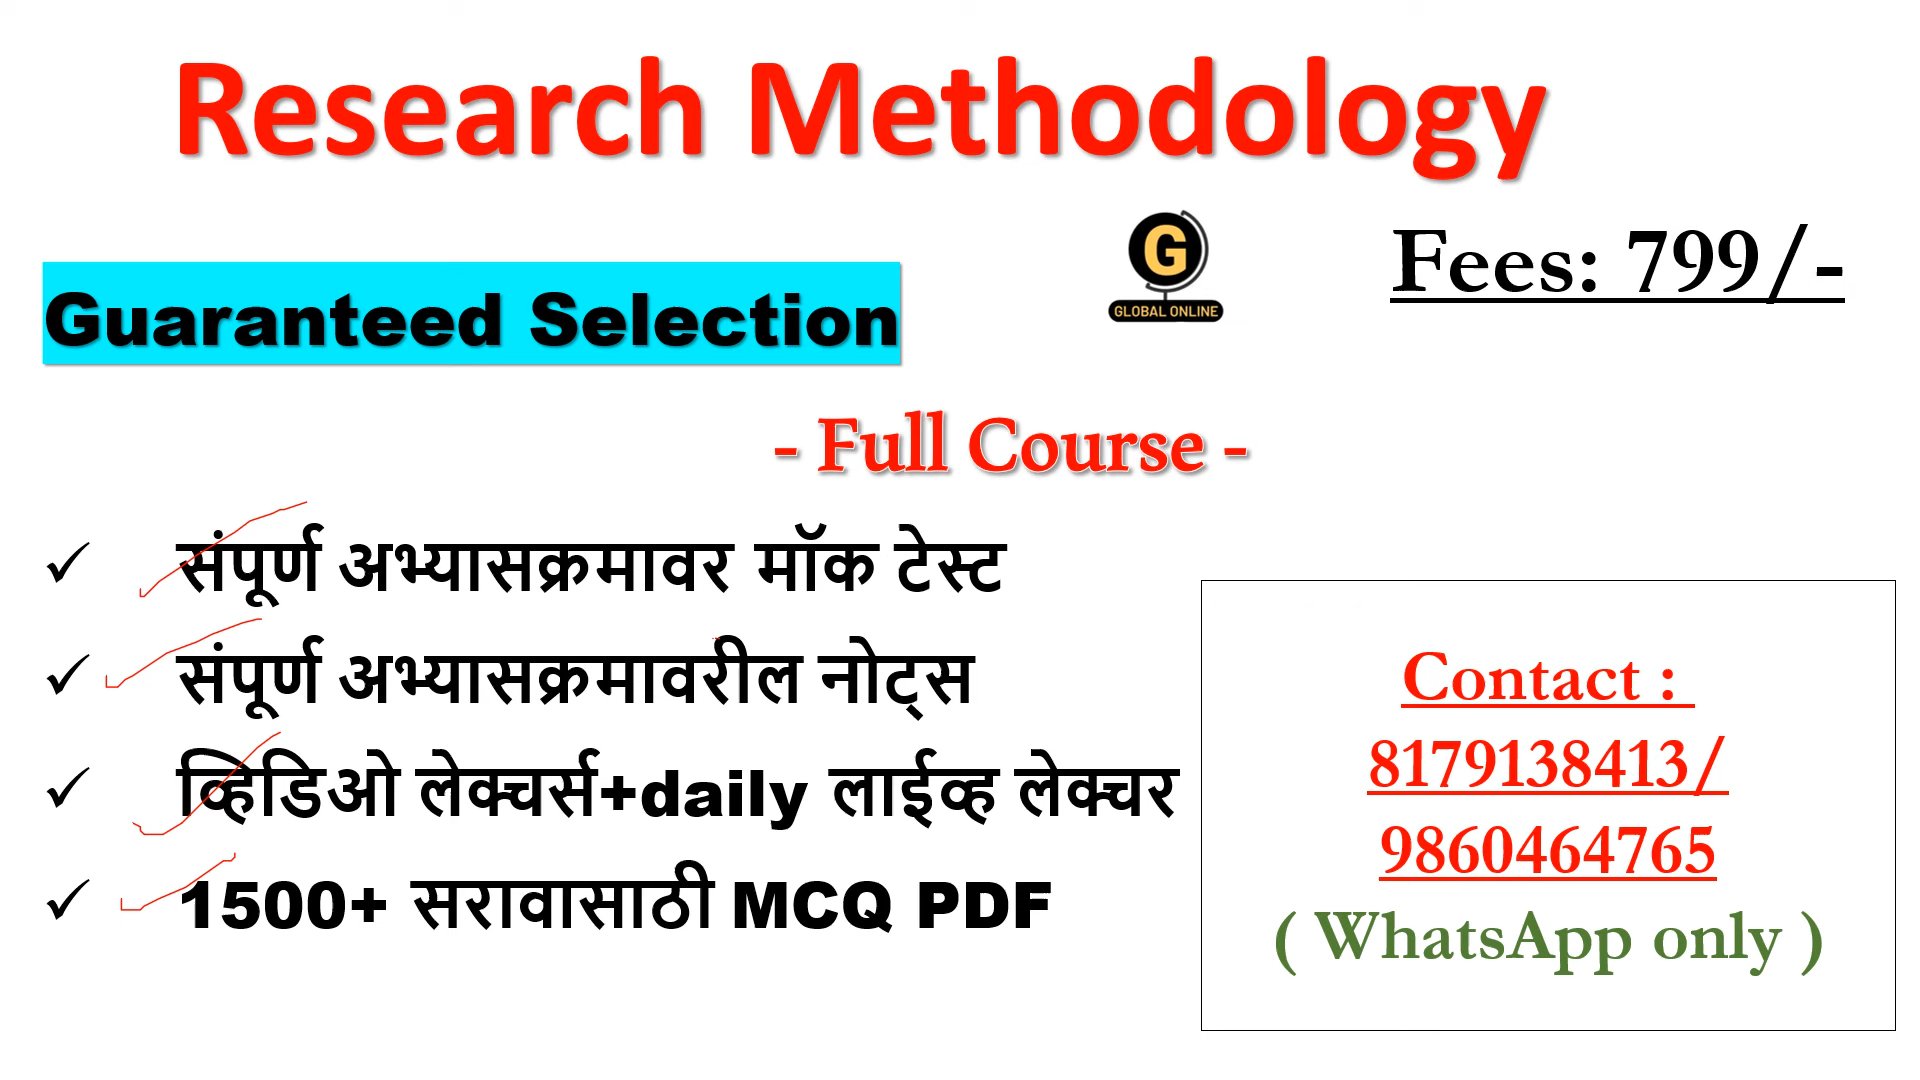 Research Methodology
G
GLOBAL ONLINE
Fees: 799/-
Guaranteed Selection
- Full Course -
✓ संपूर्ण अभ्यासक्रमावर मॉक टेस्ट
✓ संपूर्ण अभ्यासक्रमावरील नोट्स
✓ व्हिडिओ लेक्चर्स+daily लाईव्ह लेक्चर
✓ 1500+ सरावासाठी MCQ PDF
Contact :
8179138413/
9860464765
( WhatsApp only )